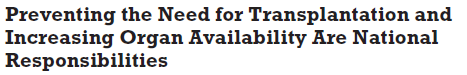 Preventing the Need for Transplantation and
Increasing Organ Availability Are National
Responsibilities